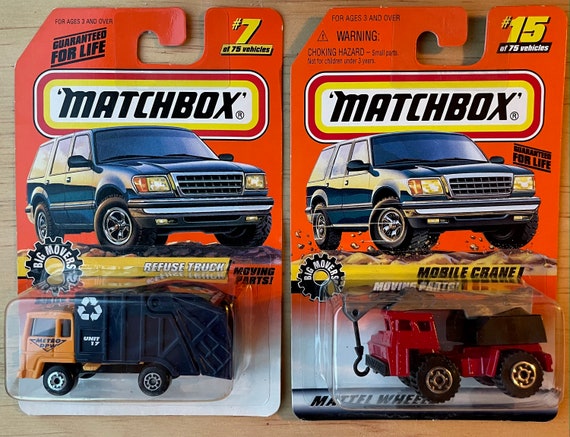 FOR AGES 3 AND OVER
GUARANTEED
FOR LIFE
#7
of 75 vehicles
MATCHBOX®
BIG MOVERS
REFUSE TRUCK
MOVING
PARTS!
METRO
DPW
UNIT
17
FOR AGES 3 AND OVER
WARNING:
CHOKING HAZARD – Small parts.
Not for children under 3 years.
#15
of 75 vehicles
MATCHBOX®
GUARANTEED
FOR LIFE
BIG MOVERS
MOBILE CRANE!
MOVING PARTS!
MATTEL WHEE